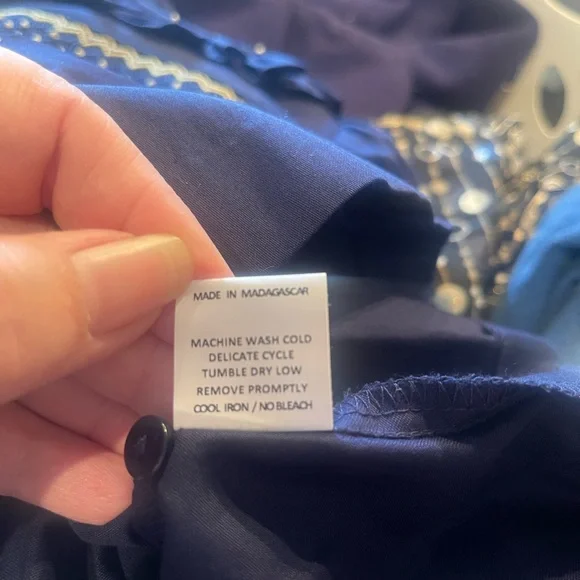 MADE IN MADAGASCAR
MACHINE WASH COLD
DELICATE CYCLE
TUMBLE DRY LOW
REMOVE PROMPTLY
COOL IRON / NO BLEACH